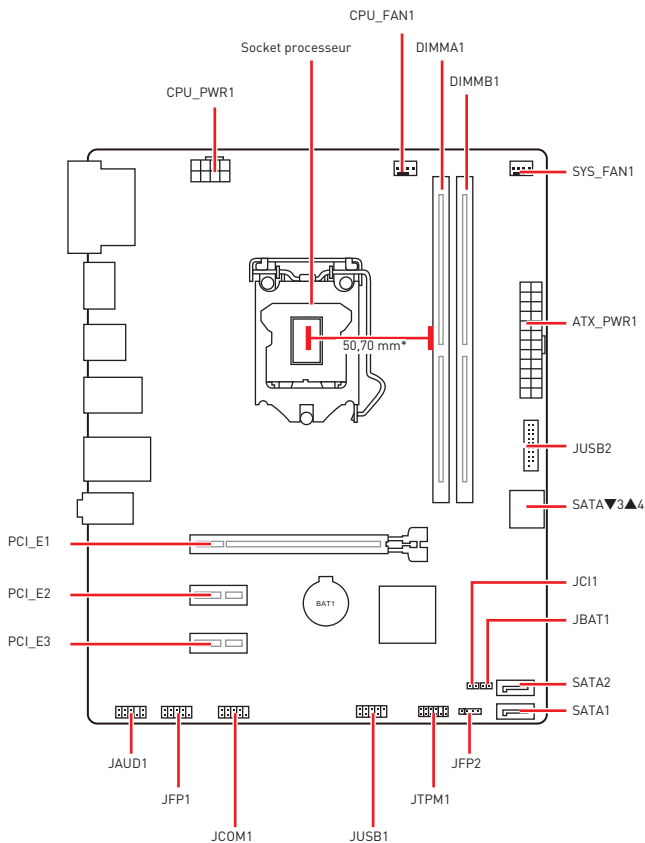 CPU_FAN1
Socket processeur
DIMMA1
DIMMB1
CPU_PWR1
SYS_FAN1
ATX_PWR1
50,70 mm*
JUSB2
SATA▼3▲4
PCI_E1
JCI1
PCI_E2
BAT1
JBAT1
PCI_E3
SATA2
SATA1
JAUD1
JFP2
JFP1
JTPM1
JCOM1
JUSB1